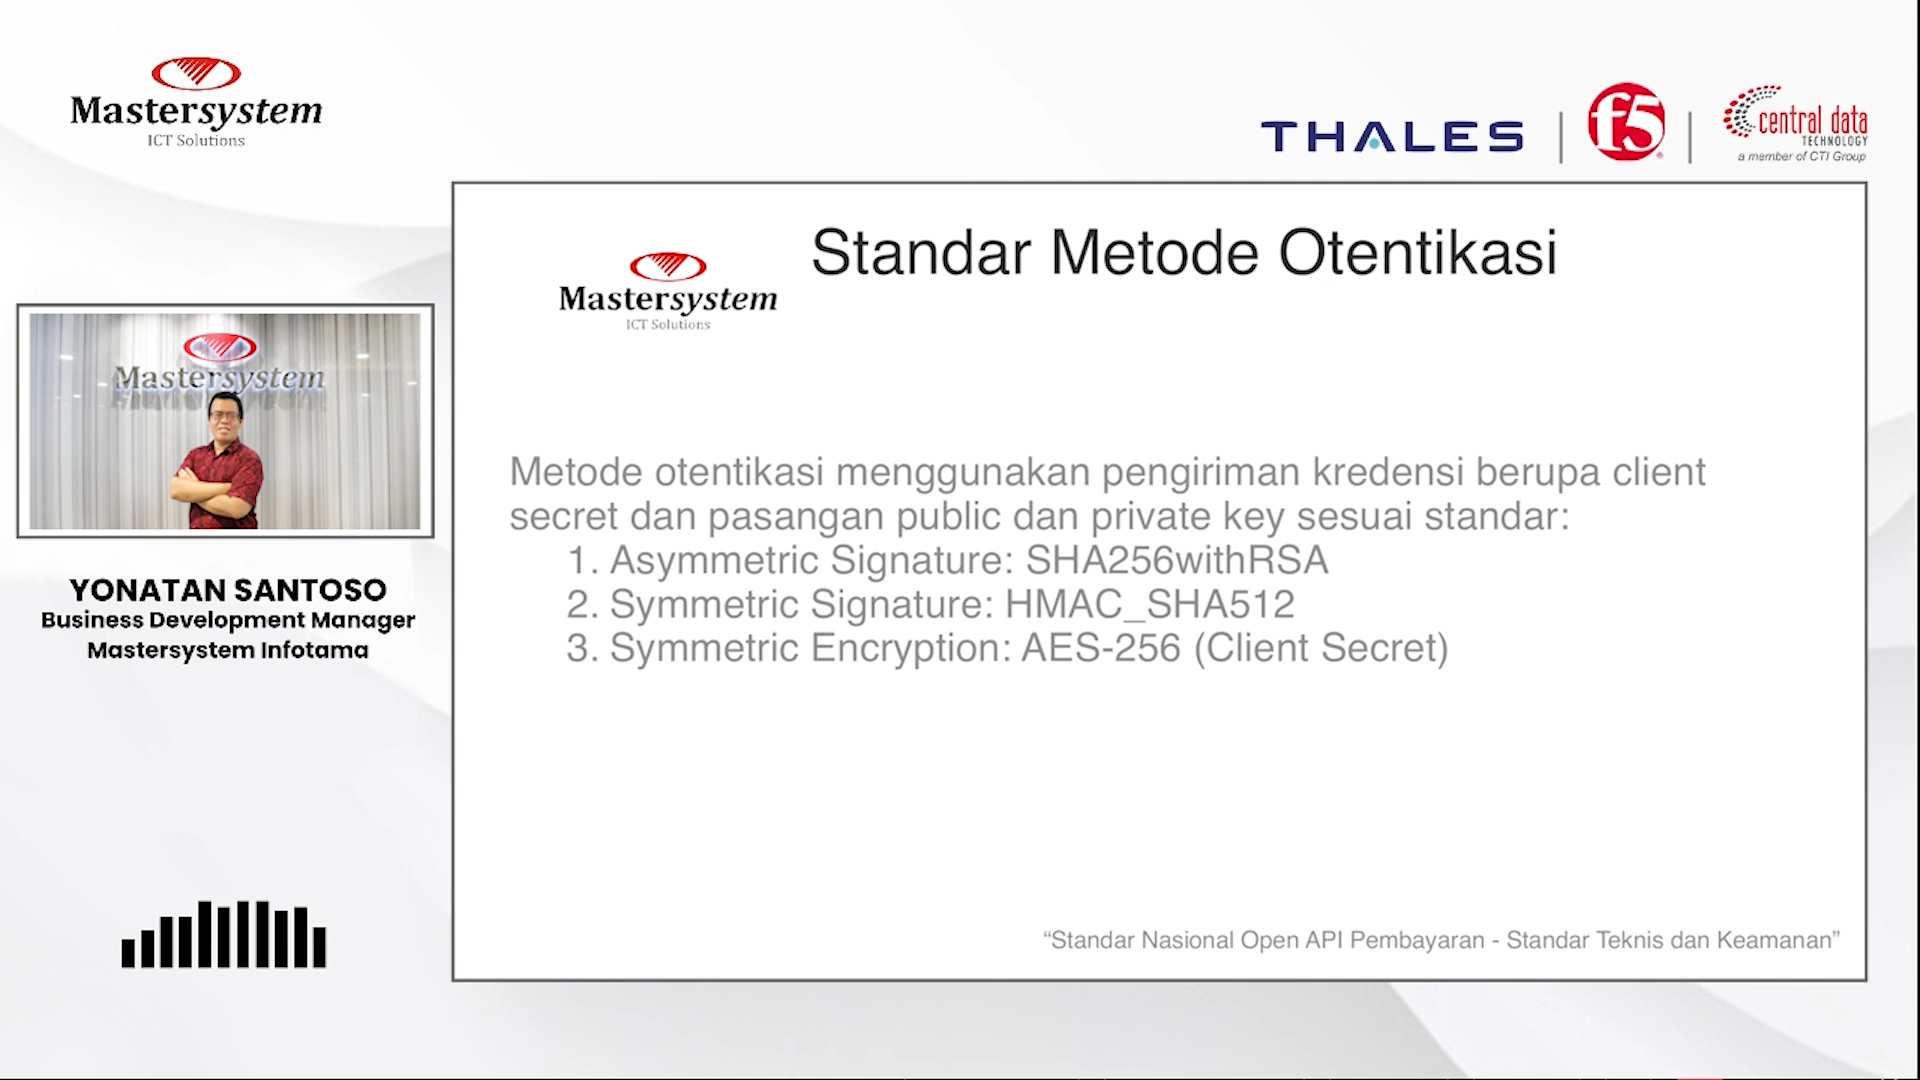 Mastersystem
ICT Solutions
THALES
f5
central data
TECHNOLOGY
a member of CTI Group
Mastersystem
ICT Solutions
Standar Metode Otentikasi
Mastersystem
YONATAN SANTOSO
Business Development Manager
Mastersystem Infotama
Metode otentikasi menggunakan pengiriman kredensi berupa client
secret dan pasangan public dan private key sesuai standar:
1. Asymmetric Signature: SHA256withRSA
2. Symmetric Signature: HMAC_SHA512
3. Symmetric Encryption: AES-256 (Client Secret)
“Standar Nasional Open API Pembayaran - Standar Teknis dan Keamanan”